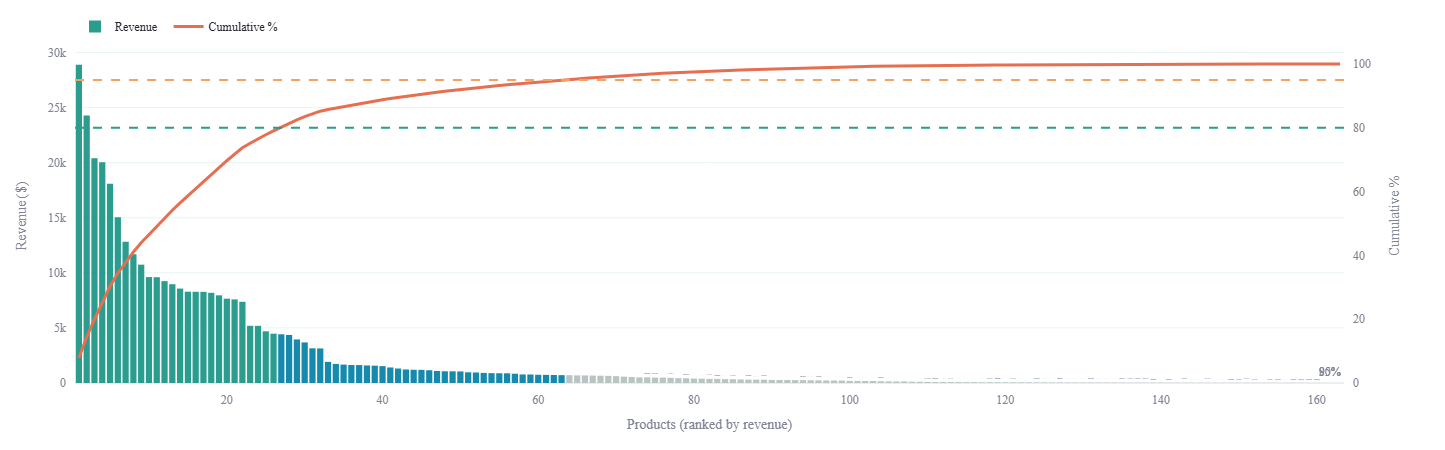 Revenue
Cumulative %
30k
25k
20k
15k
10k
5k
0
Revenue ($)
100
80
60
40
20
0
Cumulative %
20 40 60 80 100 120 140 160
Products (ranked by revenue)